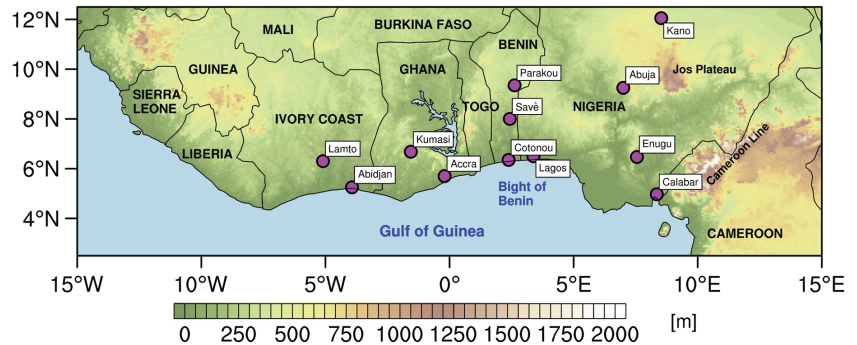 12°N
10°N
8°N
6°N
4°N
MALI
BURKINA FASO
Kano
BENIN
GUINEA
GHANA
Parakou
Abuja
Jos Plateau
SIERRA
LEONE
IVORY COAST
TOGO
Savè
NIGERIA
Kumasi
LIBERIA
Lamto
Cotonou
Enugu
Cameroon Line
Accra
Lagos
Abidjan
Bight of
Benin
Calabar
Gulf of Guinea
CAMEROON
15°W 10°W 5°W 0° 5°E 10°E 15°E
0 250 500 750 1000 1250 1500 1750 2000
[m]